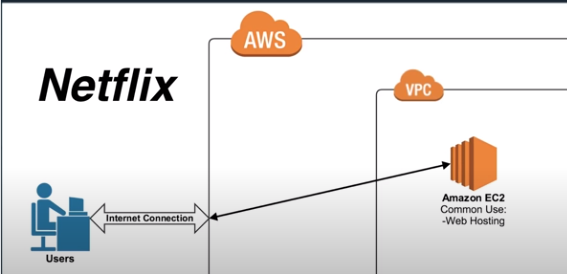 AWS
Netflix
VPC
Amazon EC2
Common Use:
-Web Hosting
Internet Connection
Users